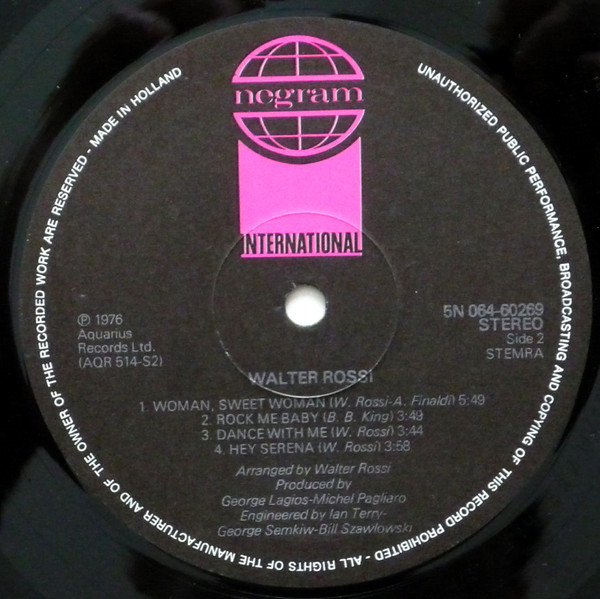 negram
INTERNATIONAL
℗ 1976
Aquarius
Records Ltd.
(AQR 514-S2)
5N 064-60269
STEREO
Side 2
STEMRA
WALTER ROSSI
1. WOMAN, SWEET WOMAN (W. Rossi-A. Finaldi) 5:49
2. ROCK ME BABY (B. B. King) 3:49
3. DANCE WITH ME (W. Rossi) 3:44
4. HEY SERENA (W. Rossi) 3:58
Arranged by Walter Rossi
Produced by
George Lagios-Michel Pagliaro
Engineered by Ian Terry-
George Semkiw-Bill Szawlowski
UNAUTHORIZED PUBLIC PERFORMANCE, BROADCASTING AND COPYING OF THIS RECORD PROHIBITED - ALL RIGHTS OF THE MANUFACTURER AND OF THE OWNER OF THE RECORDED WORK ARE RESERVED - MADE IN HOLLAND